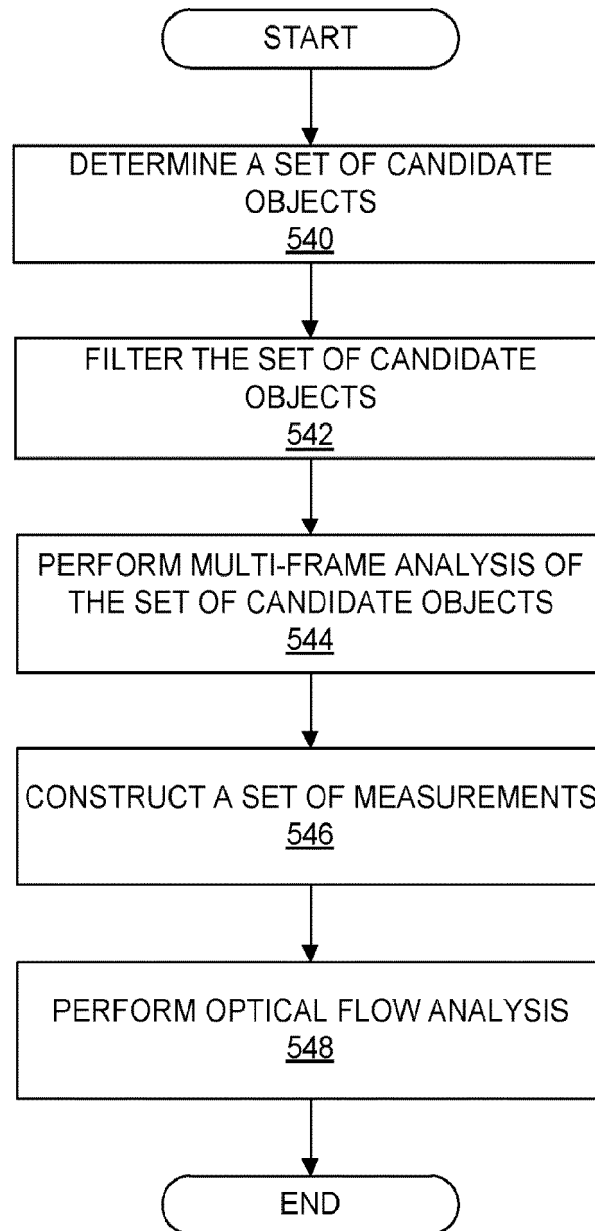 START
DETERMINE A SET OF CANDIDATE
OBJECTS
540
FILTER THE SET OF CANDIDATE
OBJECTS
542
PERFORM MULTI-FRAME ANALYSIS OF
THE SET OF CANDIDATE OBJECTS
544
CONSTRUCT A SET OF MEASUREMENTS
546
PERFORM OPTICAL FLOW ANALYSIS
548
END